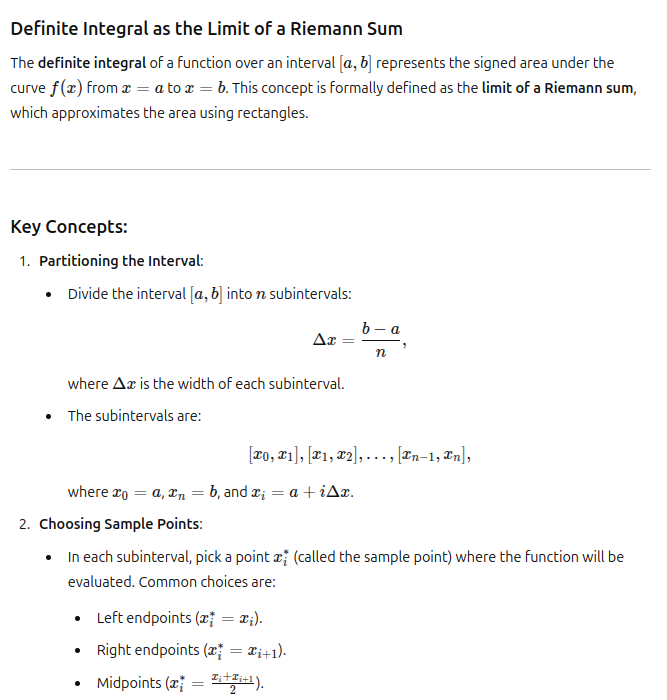 Definite Integral as the Limit of a Riemann Sum
The definite integral of a function over an interval [a, b] represents the signed area under the
curve f(x) from x = a to x = b. This concept is formally defined as the limit of a Riemann sum,
which approximates the area using rectangles.
Key Concepts:
1. Partitioning the Interval:
• Divide the interval [a, b] into n subintervals:
Δx = \frac{b − a}{n},
where Δx is the width of each subinterval.
• The subintervals are:
[x_0, x_1], [x_1, x_2], . . . , [x_{n−1}, x_n],
where x_0 = a, x_n = b, and x_i = a + iΔx.
2. Choosing Sample Points:
• In each subinterval, pick a point x_i^* (called the sample point) where the function will be
evaluated. Common choices are:
• Left endpoints (x_i^* = x_i).
• Right endpoints (x_i^* = x_{i+1}).
• Midpoints (x_i^* = \frac{x_i+x_{i+1}}{2}).